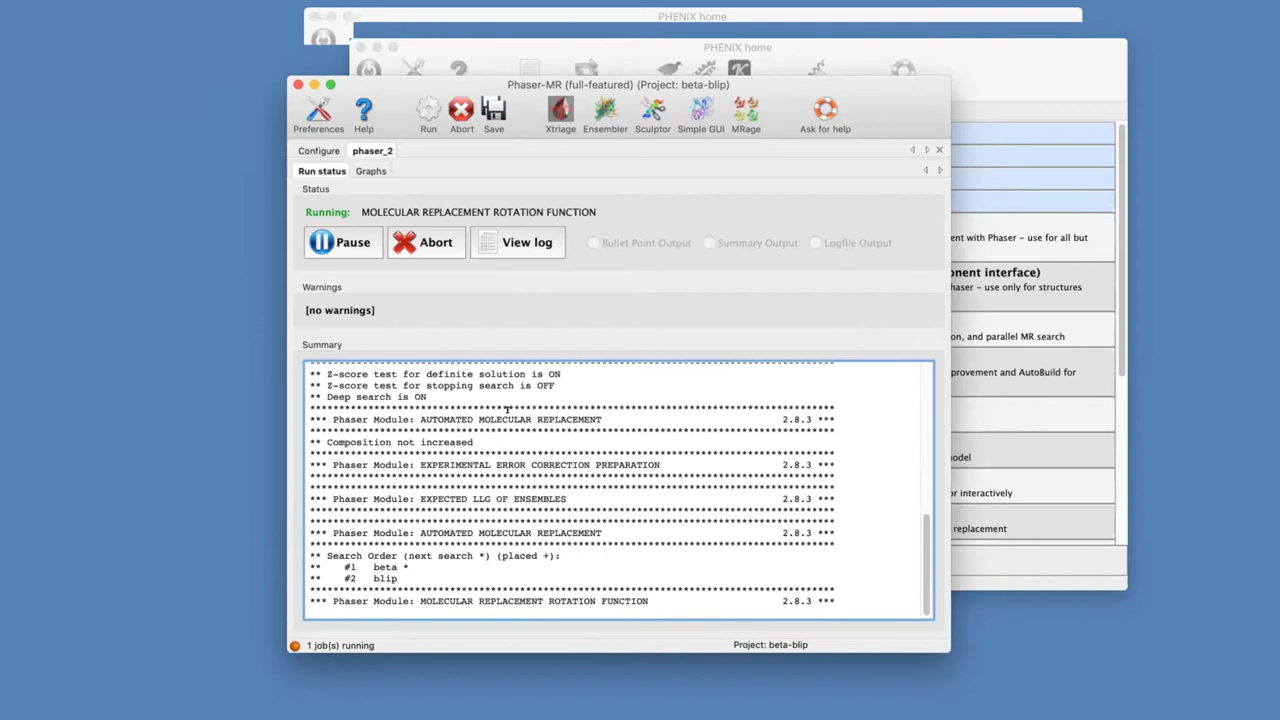 PHENIX home
PHENIX home
Phaser-MR (full-featured) (Project: beta-blip)
Preferences Help Run Abort Save Xtriage Ensembler Sculptor Simple GUI MRage Ask for help
Configure phaser_2
Run status Graphs
Status
Running: MOLECULAR REPLACEMENT ROTATION FUNCTION
Pause Abort View log Bullet Point Output Summary Output Logfile Output
Warnings
[no warnings]
Summary
** Z-score test for definite solution is ON
** Z-score test for stopping search is OFF
** Deep search is ON
*** Phaser Module: AUTOMATED MOLECULAR REPLACEMENT 2.8.3 ***
** Composition not increased
*** Phaser Module: EXPERIMENTAL ERROR CORRECTION PREPARATION 2.8.3 ***
*** Phaser Module: EXPECTED LLG OF ENSEMBLES 2.8.3 ***
*** Phaser Module: AUTOMATED MOLECULAR REPLACEMENT 2.8.3 ***
** Search Order (next search *) (placed +):
** #1 beta *
** #2 blip
*** Phaser Module: MOLECULAR REPLACEMENT ROTATION FUNCTION 2.8.3 ***
1 job(s) running Project: beta-blip
ent with Phaser - use for all but
onent interface)
haser - use only for structures
on, and parallel MR search
provement and AutoBuild for
odel
or interactively
replacement